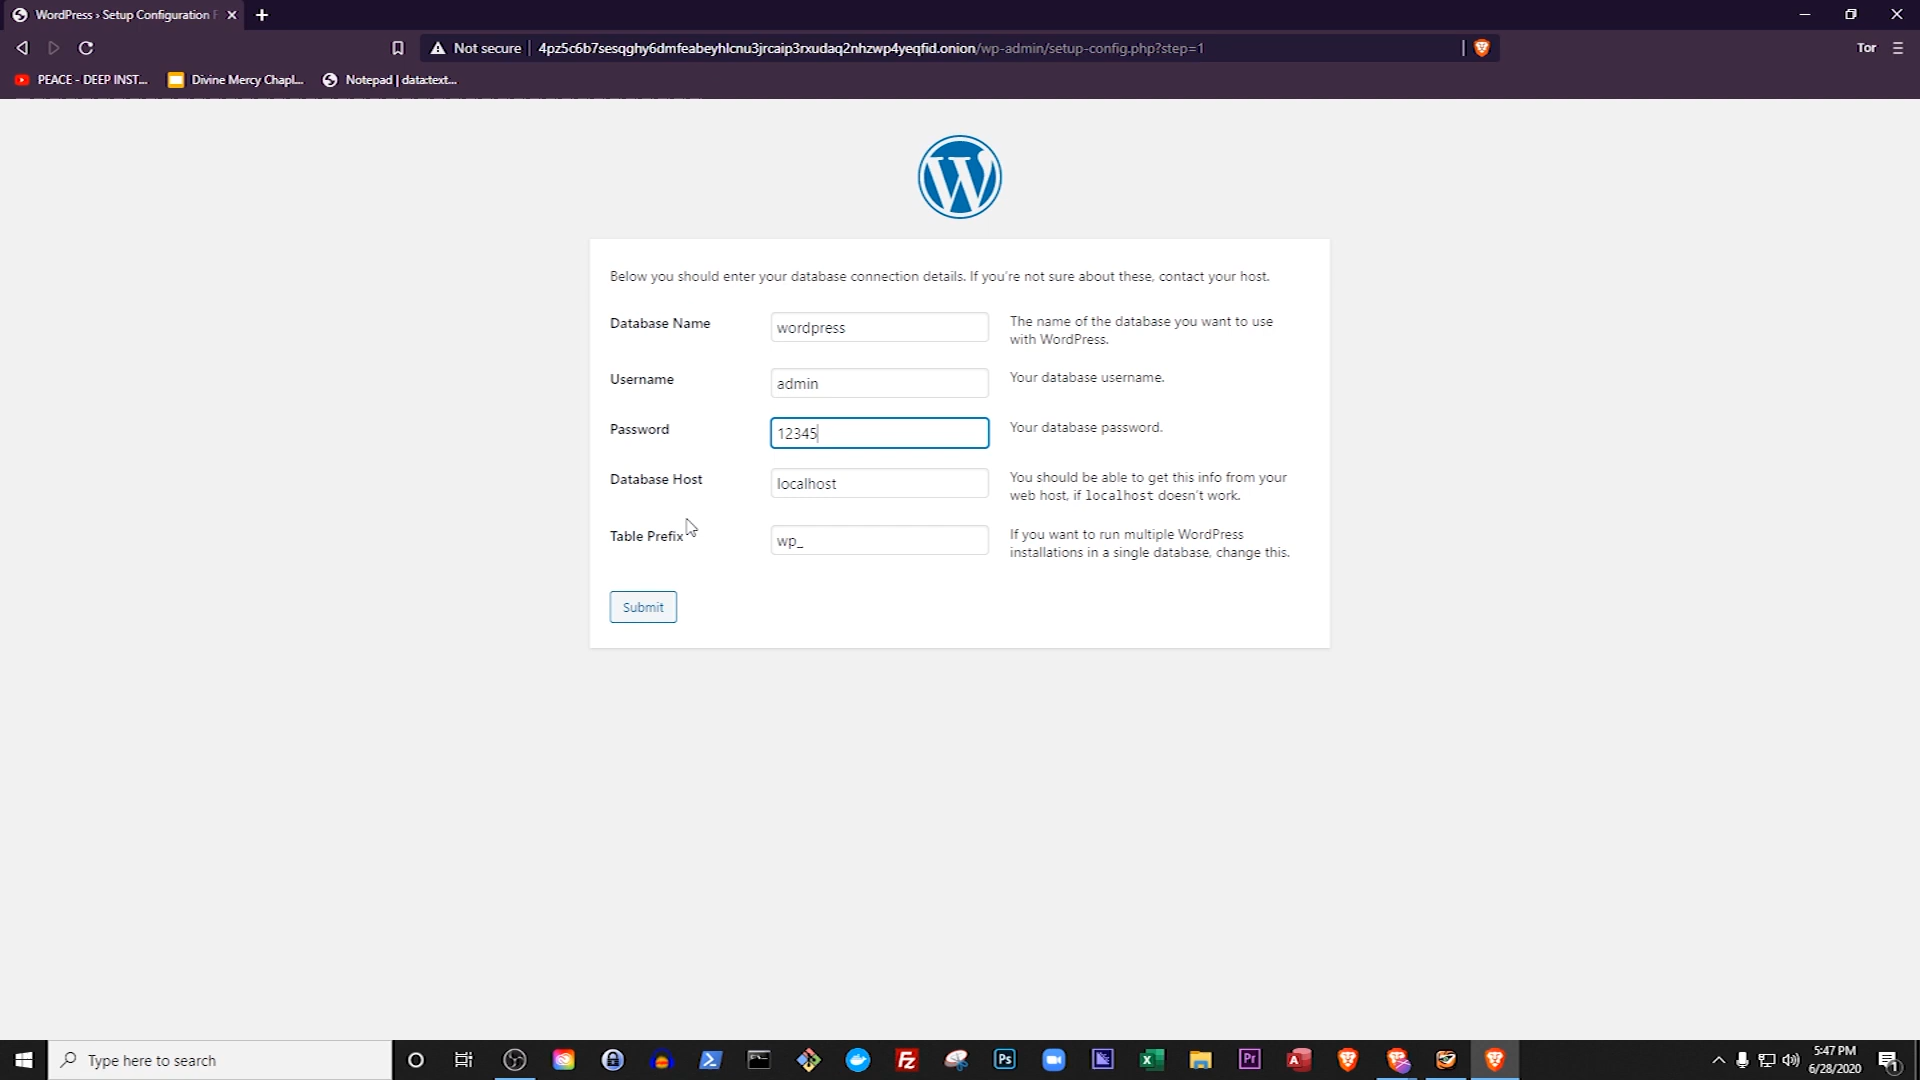 WordPress › Setup Configuration F
Not secure
4pz5c6b7sesqghy6dmfeabeyhlcnu3jrcaip3rxudaq2nhzwp4yeqfid.onion/wp-admin/setup-config.php?step=1
Tor
PEACE - DEEP INST...
Divine Mercy Chapl...
Notepad | data:text...
Below you should enter your database connection details. If you're not sure about these, contact your host.
Database Name
wordpress
The name of the database you want to use
with WordPress.
Username
admin
Your database username.
Password
12345
Your database password.
Database Host
localhost
You should be able to get this info from your
web host, if localhost doesn't work.
Table Prefix
wp_
If you want to run multiple WordPress
installations in a single database, change this.
Submit
Type here to search
Ps
Pr
5:47 PM
6/28/2020
1